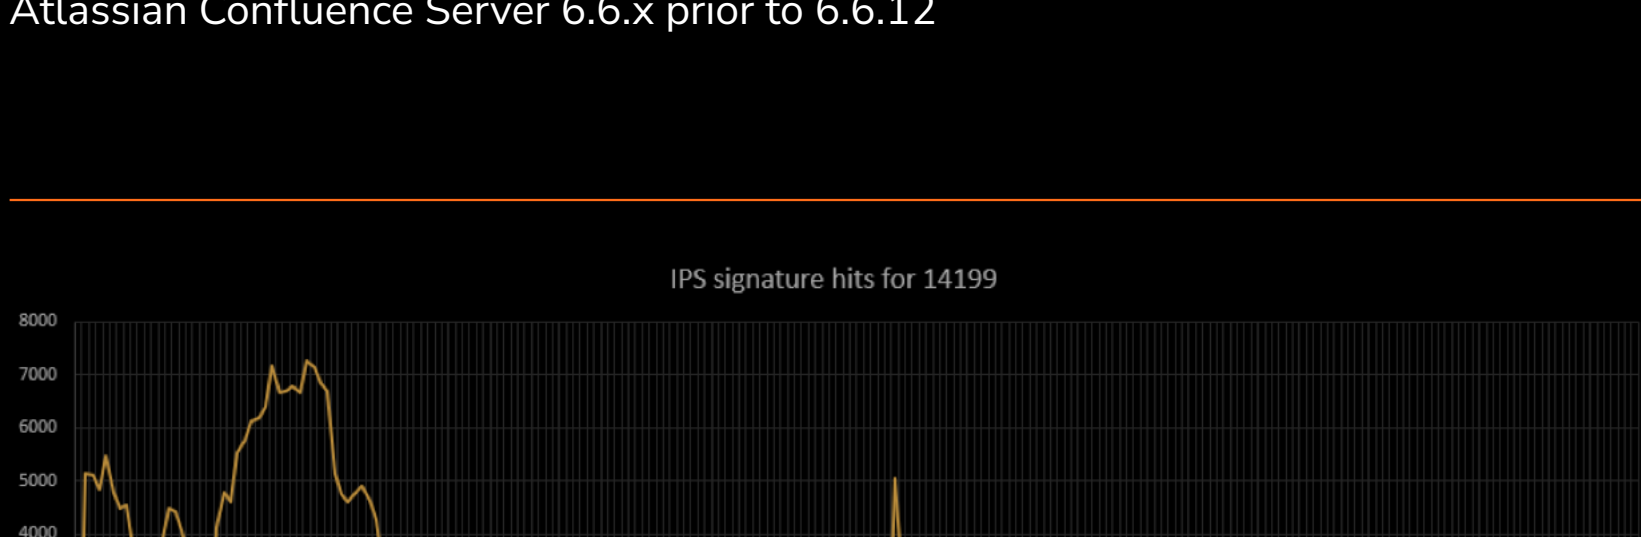 Atlassian Confluence Server 6.6.x prior to 6.6.12
IPS signature hits for 14199
8000
7000
6000
5000
4000